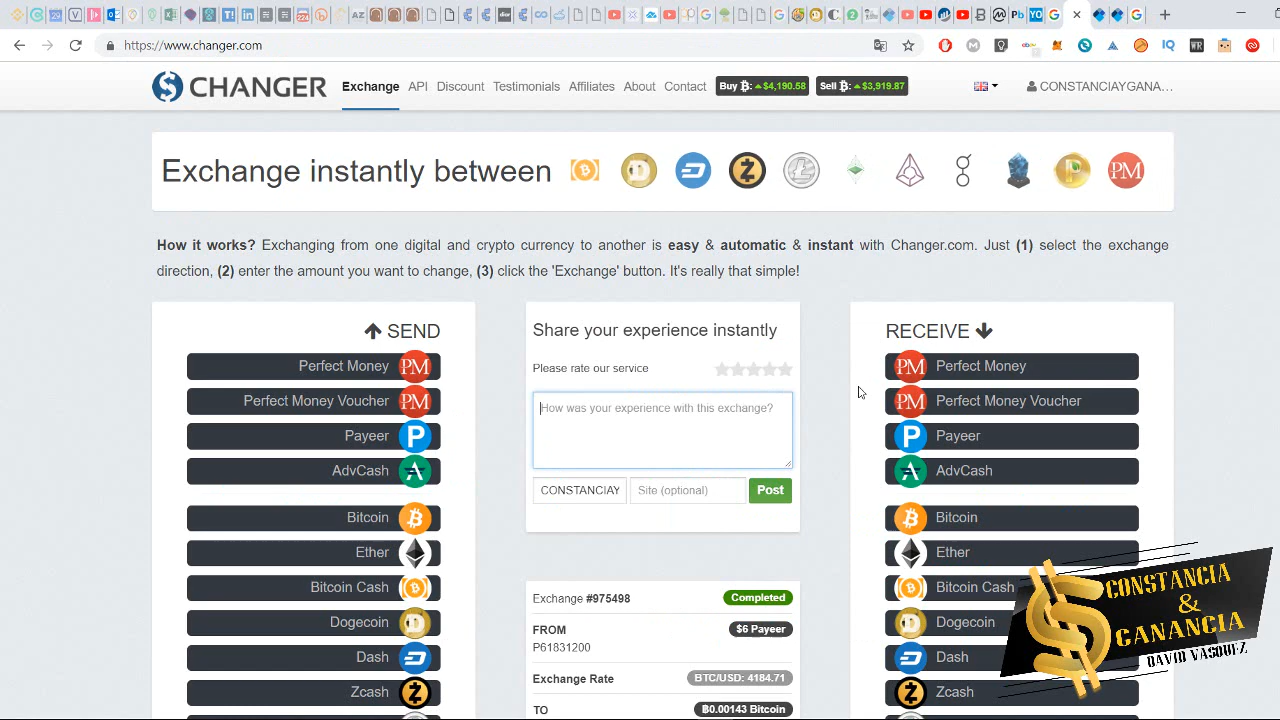 https://www.changer.com
CHANGER
Exchange API Discount Testimonials Affiliates About Contact Buy ₿: $4,190.58 Sell ₿: $3,919.87 CONSTANCIAYGANA...
Exchange instantly between
How it works? Exchanging from one digital and crypto currency to another is easy & automatic & instant with Changer.com. Just (1) select the exchange
direction, (2) enter the amount you want to change, (3) click the 'Exchange' button. It's really that simple!
SEND
Perfect Money PM
Perfect Money Voucher PM
Payeer P
AdvCash
Bitcoin
Ether
Bitcoin Cash
Dogecoin
Dash
Zcash
Share your experience instantly
Please rate our service
How was your experience with this exchange?
CONSTANCIAY Site (optional) Post
Exchange #975498 Completed
FROM $6 Payeer
P61831200
Exchange Rate BTC/USD: 4184.71
TO ฿0.00143 Bitcoin
RECEIVE
PM Perfect Money
PM Perfect Money Voucher
P Payeer
AdvCash
Bitcoin
Ether
Bitcoin Cash
Dogecoin
Dash
Zcash
CONSTANCIA
&
GANANCIA
DAVID VASQUEZ